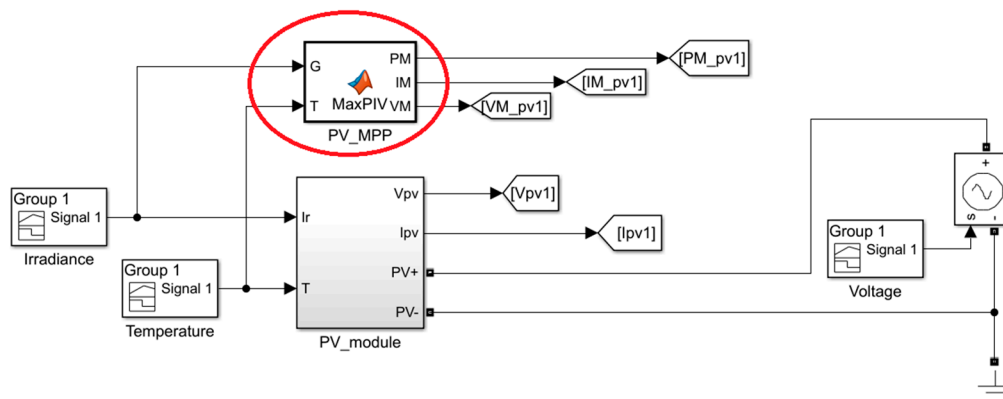 G
T
MaxPIV
PM
IM
VM
PV_MPP
[PM_pv1]
[IM_pv1]
[VM_pv1]
Group 1
Signal 1
Irradiance
Group 1
Signal 1
Temperature
Ir
T
Vpv
Ipv
PV+
PV-
PV_module
[Vpv1]
[Ipv1]
Group 1
Signal 1
Voltage
+
s
-